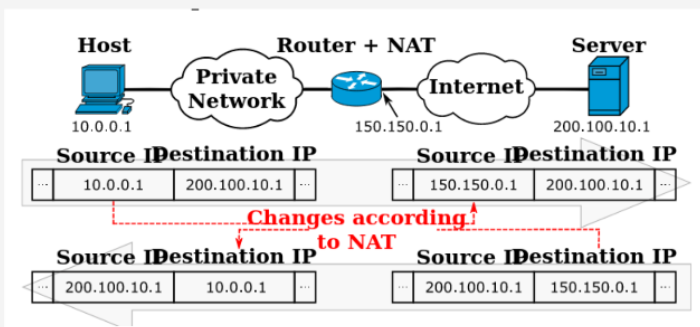 Host
Router + NAT
Server
Private
Network
Internet
10.0.0.1
150.150.0.1
200.100.10.1
Source IP
Destination IP
Source IP
Destination IP
...
10.0.0.1
200.100.10.1
...
...
150.150.0.1
200.100.10.1
...
Changes according
to NAT
Source IP
Destination IP
Source IP
Destination IP
...
200.100.10.1
10.0.0.1
...
...
200.100.10.1
150.150.0.1
...